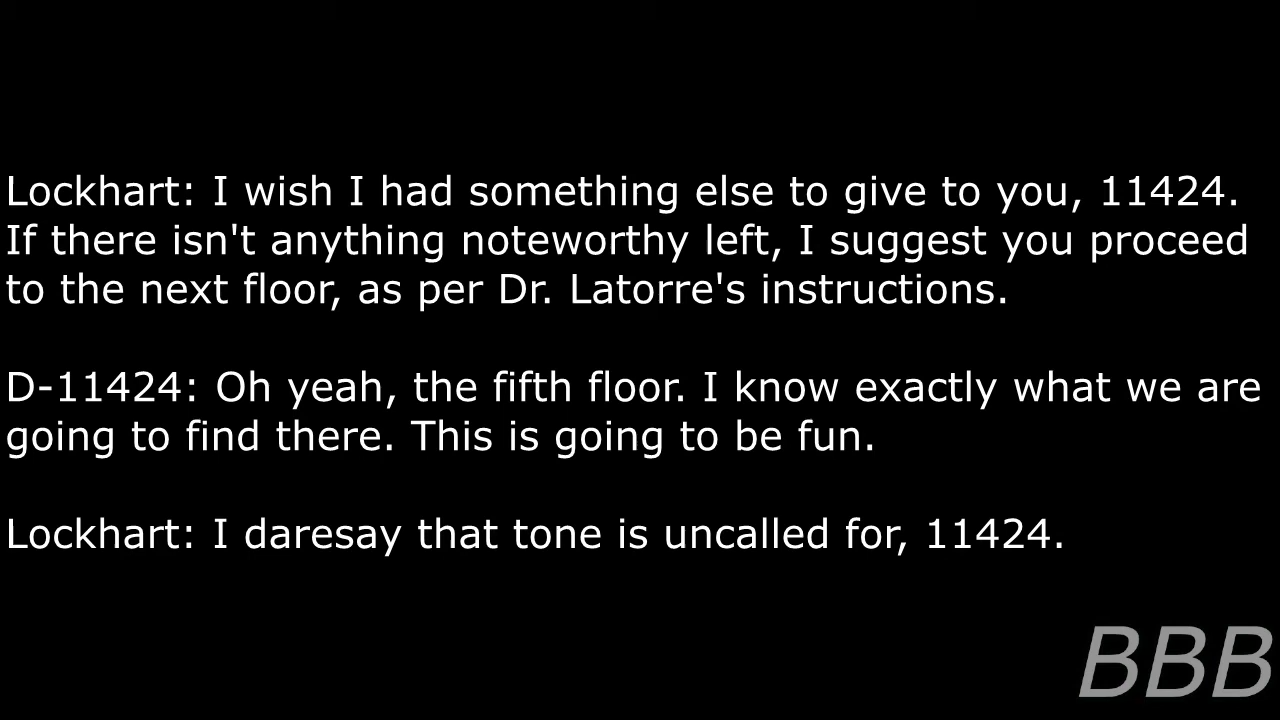 Lockhart: I wish I had something else to give to you, 11424.
If there isn't anything noteworthy left, I suggest you proceed
to the next floor, as per Dr. Latorre's instructions.
D-11424: Oh yeah, the fifth floor. I know exactly what we are
going to find there. This is going to be fun.
Lockhart: I daresay that tone is uncalled for, 11424.
BBB